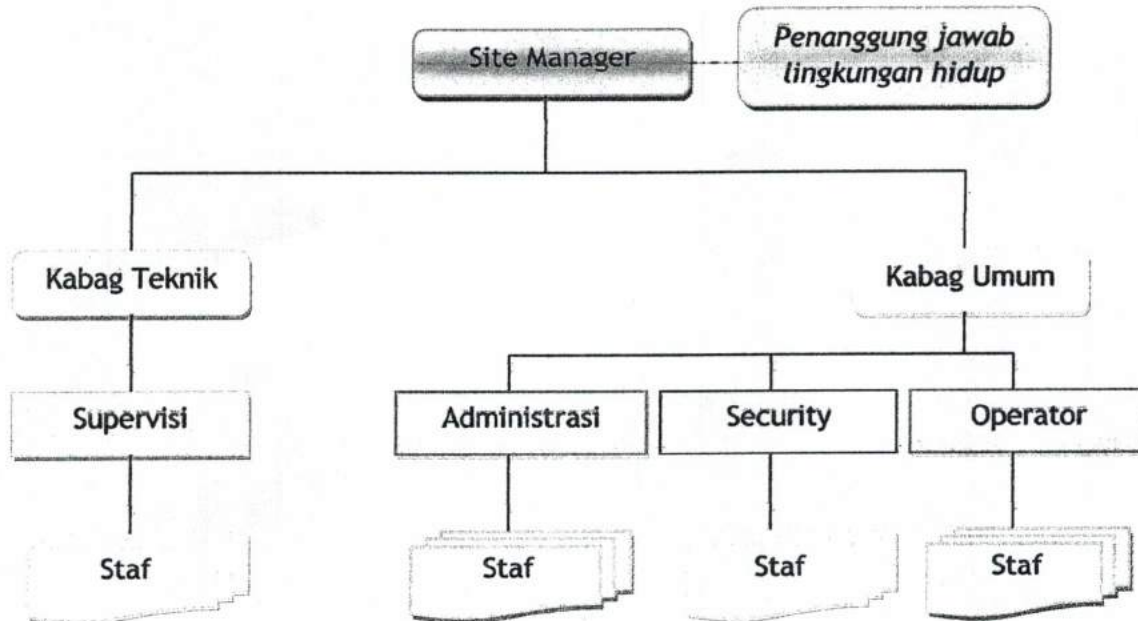 Site Manager
Penanggung jawab
lingkungan hidup
Kabag Teknik
Kabag Umum
Supervisi
Administrasi
Security
Operator
Staf
Staf
Staf
Staf